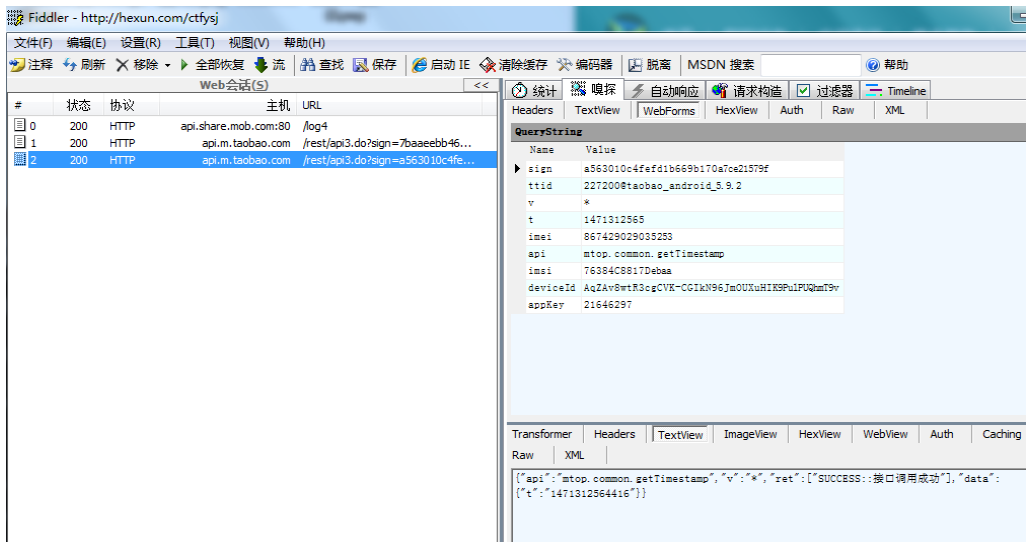 Fiddler - http://hexun.com/ctfysj
文件(F) 编辑(E) 设置(R) 工具(T) 视图(V) 帮助(H)
注释 刷新 移除 全部恢复 流 查找 保存 启动 IE 清除缓存 编码器 脱离 MSDN 搜索 帮助
Web会话(S) <<
# 状态 协议 主机 URL
0 200 HTTP api.share.mob.com:80 /log4
1 200 HTTP api.m.taobao.com /rest/api3.do?sign=7baaeebb46...
2 200 HTTP api.m.taobao.com /rest/api3.do?sign=a563010c4fe...
统计 嗅探 自动响应 请求构造 过滤器 Timeline
Headers TextView WebForms HexView Auth Raw XML
QueryString
Name Value
sign a563010c4fefd1b669b170a7ce21579f
ttid 227200@taobao_android_5.9.2
v *
t 1471312565
imei 867429029035253
api mtop.common.getTimestamp
imsi 76384C8817Debaa
deviceId AqZAv8wtR3cgCVK-CGIkN96JmOUXuHIK9PulPUQhmT9v
appKey 21646297
Transformer Headers TextView ImageView HexView WebView Auth Caching
Raw XML
{"api":"mtop.common.getTimestamp","v":"*","ret":["SUCCESS::接口调用成功"],"data":
{"t":"1471312564416"}}